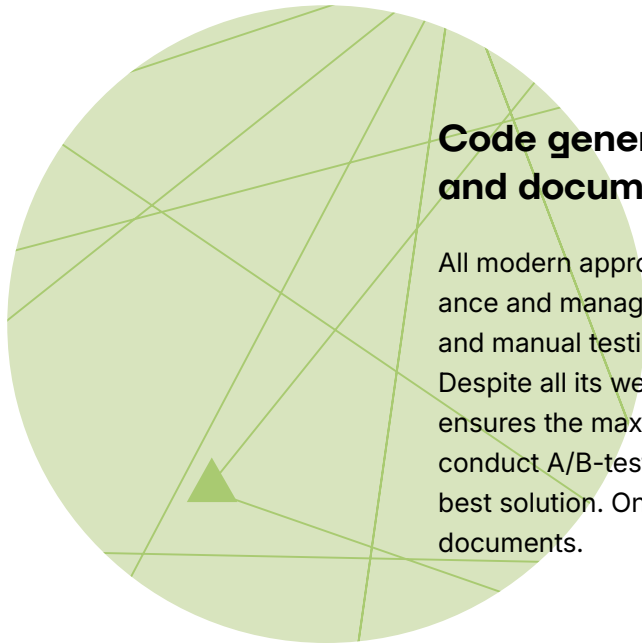 Code gener
and docum
All modern appro
ance and manag
and manual testi
Despite all its we
ensures the max
conduct A/B-tes
best solution. On
documents.